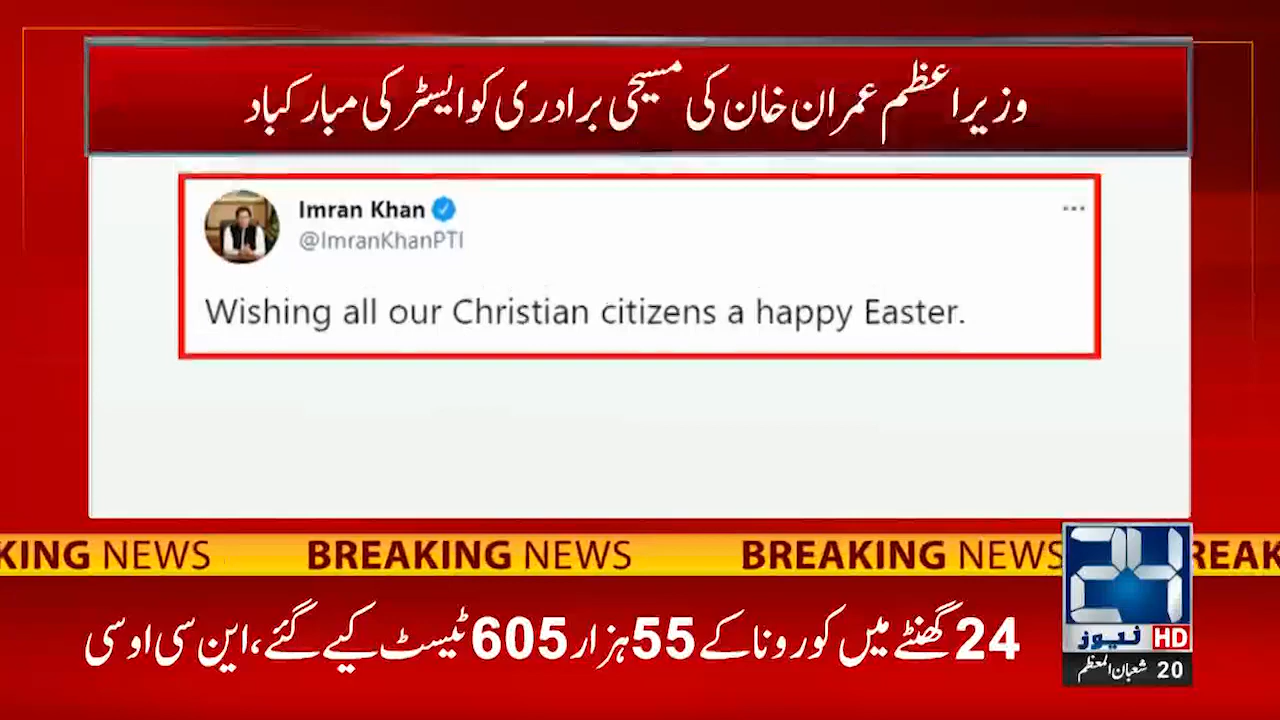 وزیراعظم عمران خان کی مسیحی برادری کو ایسٹر کی مبارکباد
Imran Khan
@ImranKhanPTI
Wishing all our Christian citizens a happy Easter.
KING NEWS BREAKING NEWS BREAKING NEWS REAK
24 گھنٹے میں کورونا کے 55 ہزار 605 ٹیسٹ کیے گئے، این سی او سی
24
نیوز HD
20 شعبان المعظم